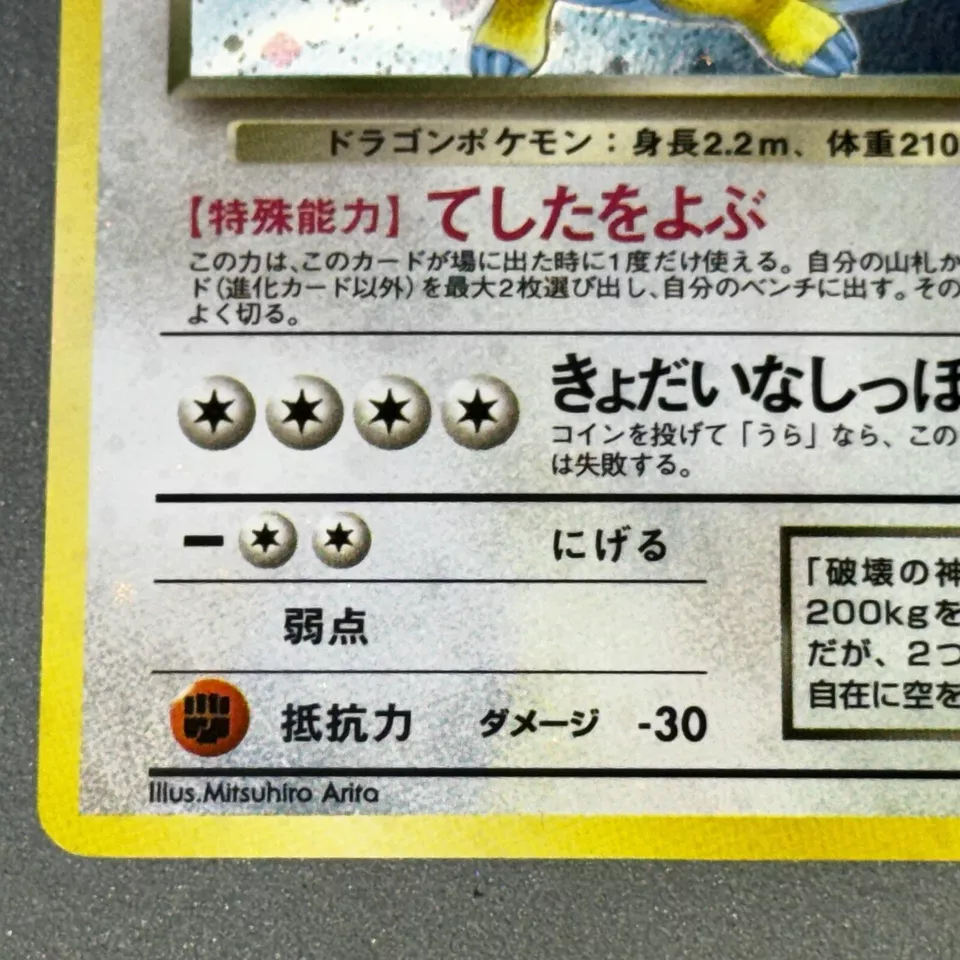 ドラゴンポケモン：身長2.2m、体重210
【特殊能力】 てしたをよぶ
この力は、このカードが場に出た時に1度だけ使える。自分の山札か
ド（進化カード以外）を最大2枚選び出し、自分のベンチに出す。その
よく切る。
きょだいなしっぽ
コインを投げて「うら」なら、この
は失敗する。
にげる
弱点
抵抗力 ダメージ -30
「破壊の神
200kgを
だが、2つ
自在に空を
Illus.Mitsuhiro Arita